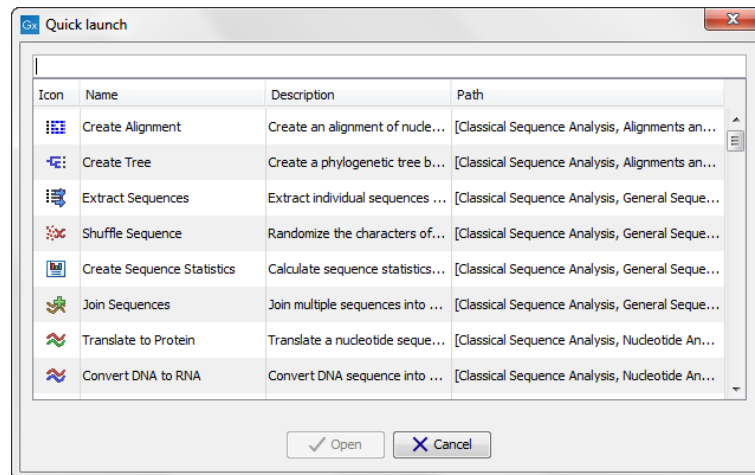 Gx Quick launch
Icon Name Description Path
Create Alignment Create an alignment of nucle... [Classical Sequence Analysis, Alignments an...
Create Tree Create a phylogenetic tree b... [Classical Sequence Analysis, Alignments an...
Extract Sequences Extract individual sequences ... [Classical Sequence Analysis, General Seque...
Shuffle Sequence Randomize the characters of... [Classical Sequence Analysis, General Seque...
Create Sequence Statistics Calculate sequence statistics... [Classical Sequence Analysis, General Seque...
Join Sequences Join multiple sequences into ... [Classical Sequence Analysis, General Seque...
Translate to Protein Translate a nucleotide seque... [Classical Sequence Analysis, Nucleotide An...
Convert DNA to RNA Convert DNA sequence into ... [Classical Sequence Analysis, Nucleotide An...
Open Cancel